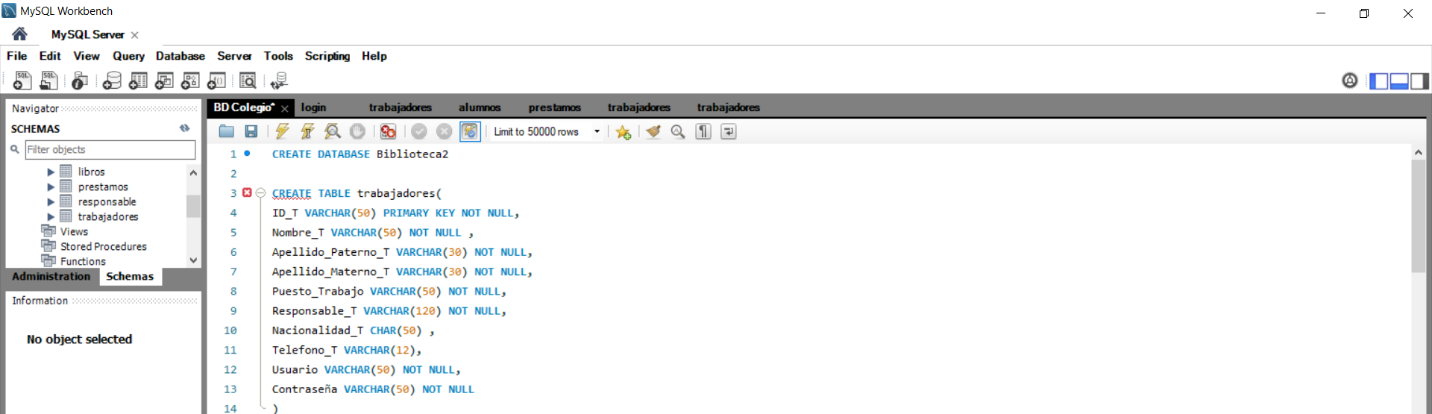 MySQL Workbench
MySQL Server
File Edit View Query Database Server Tools Scripting Help
Navigator
SCHEMAS
Filter objects
libros
prestamos
responsable
trabajadores
Views
Stored Procedures
Functions
Administration Schemas
Information
No object selected
BD Colegio* login trabajadores alumnos prestamos trabajadores trabajadores
Limit to 50000 rows
1 CREATE DATABASE Biblioteca2
2
3 CREATE TABLE trabajadores(
4 ID_T VARCHAR(50) PRIMARY KEY NOT NULL,
5 Nombre_T VARCHAR(50) NOT NULL ,
6 Apellido_Paterno_T VARCHAR(30) NOT NULL,
7 Apellido_Materno_T VARCHAR(30) NOT NULL,
8 Puesto_Trabajo VARCHAR(50) NOT NULL,
9 Responsable_T VARCHAR(120) NOT NULL,
10 Nacionalidad_T CHAR(50) ,
11 Telefono_T VARCHAR(12),
12 Usuario VARCHAR(50) NOT NULL,
13 Contraseña VARCHAR(50) NOT NULL
14 )